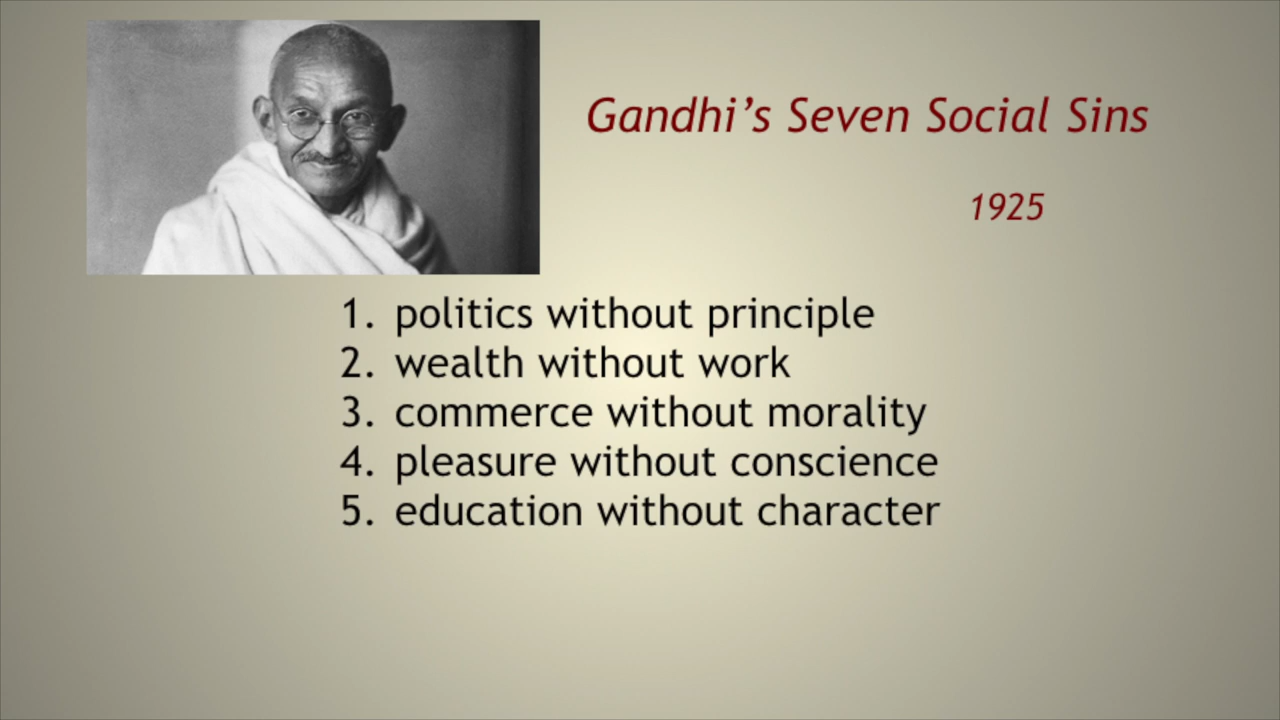 Gandhi’s Seven Social Sins
1925
1. politics without principle
2. wealth without work
3. commerce without morality
4. pleasure without conscience
5. education without character